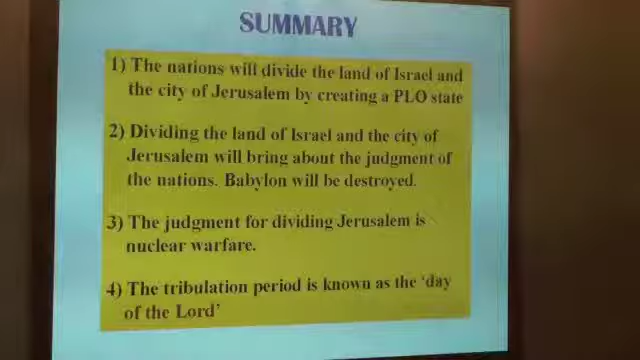 SUMMARY
1) The nations will divide the land of Israel and
the city of Jerusalem by creating a PLO state
2) Dividing the land of Israel and the city of
Jerusalem will bring about the judgment of
the nations. Babylon will be destroyed.
3) The judgment for dividing Jerusalem is
nuclear warfare.
4) The tribulation period is known as the ‘day
of the Lord’